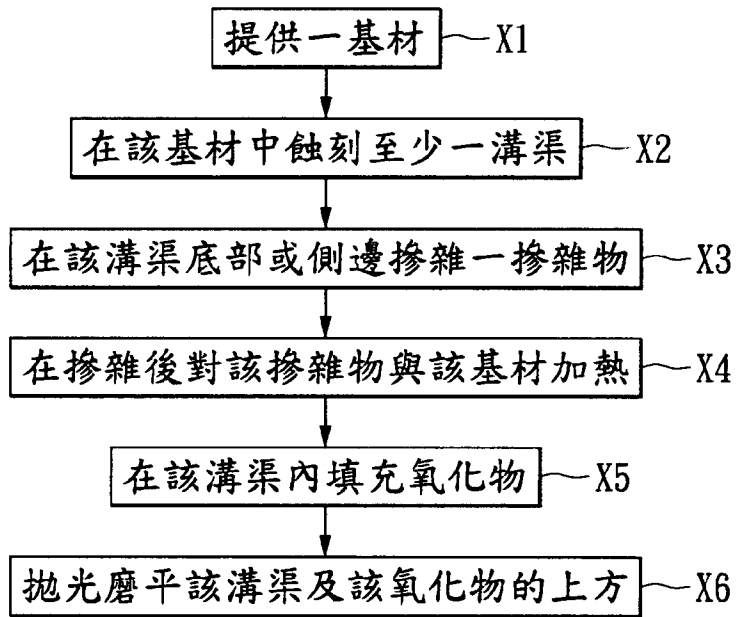 提供一基材 X1
在該基材中蝕刻至少一溝渠 X2
在該溝渠底部或側邊摻雜一摻雜物 X3
在摻雜後對該摻雜物與該基材加熱 X4
在該溝渠內填充氧化物 X5
拋光磨平該溝渠及該氧化物的上方 X6